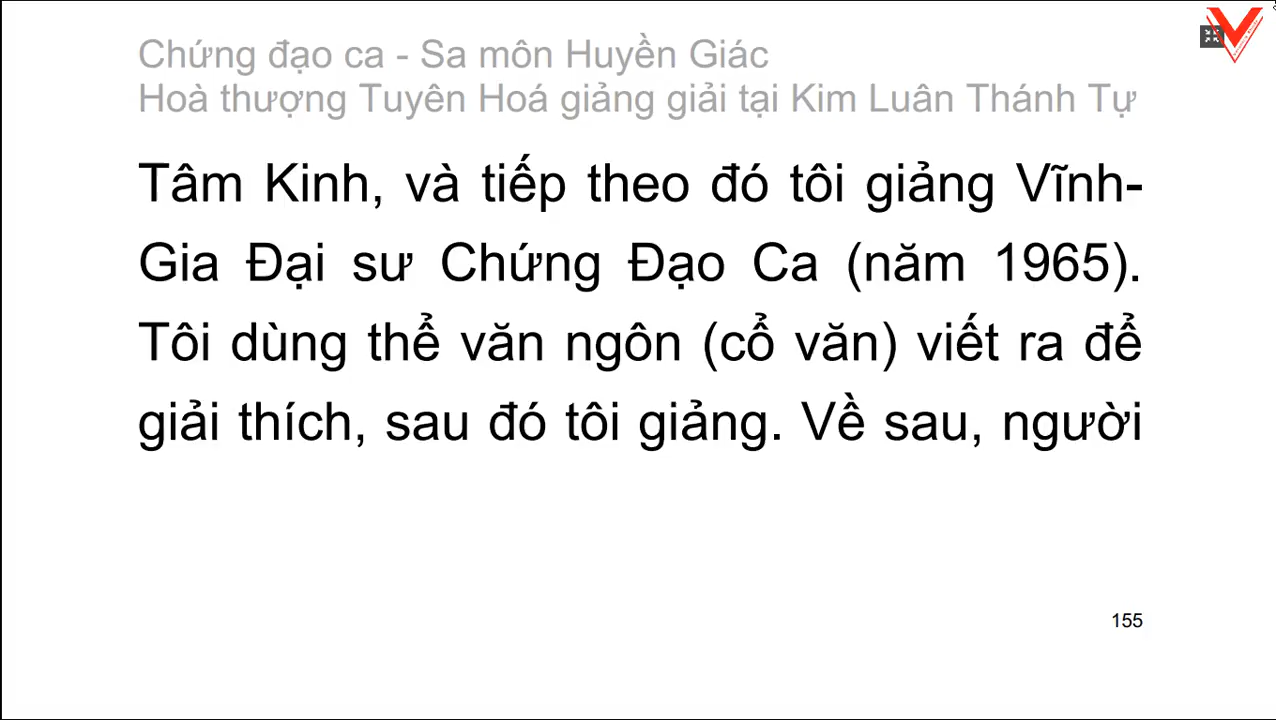 Chứng đạo ca - Sa môn Huyền Giác
Hoà thượng Tuyên Hoá giảng giải tại Kim Luân Thánh Tự
Tâm Kinh, và tiếp theo đó tôi giảng Vĩnh-
Gia Đại sư Chứng Đạo Ca (năm 1965).
Tôi dùng thể văn ngôn (cổ văn) viết ra để
giải thích, sau đó tôi giảng. Về sau, người
155